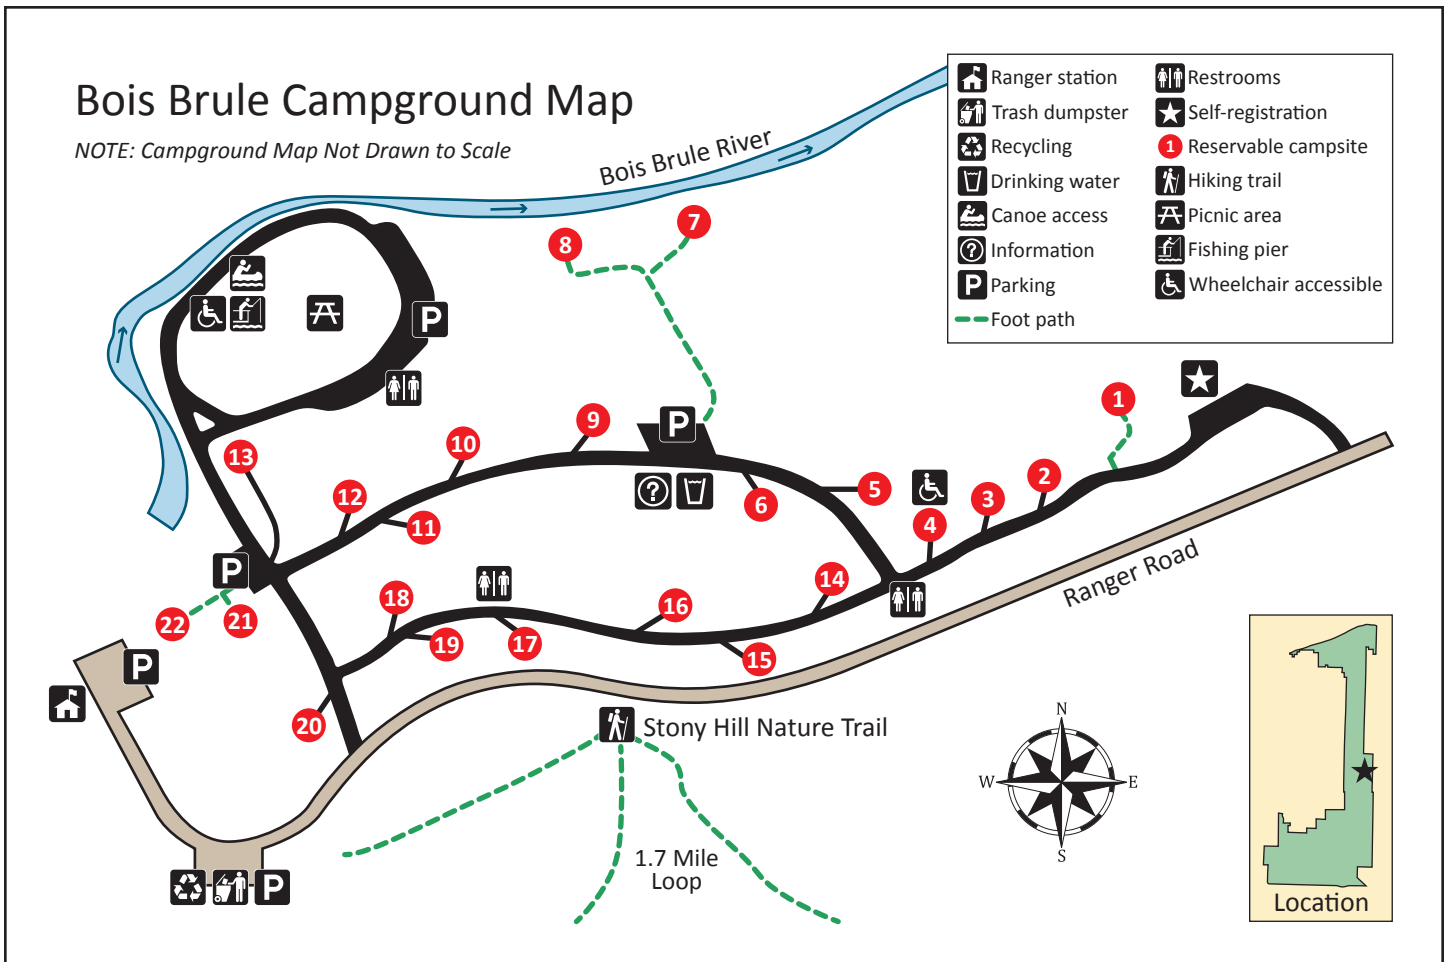 Bois Brule Campground Map
NOTE: Campground Map Not Drawn to Scale
Bois Brule River
Ranger station
Trash dumpster
Recycling
Drinking water
Canoe access
Information
P Parking
Foot path
Restrooms
Self-registration
1 Reservable campsite
Hiking trail
Picnic area
Fishing pier
Wheelchair accessible
8
7
P
1
13
10
9
P
12
11
?
6
5
4
3
2
P
22
21
18
19
17
16
14
15
Ranger Road
P
20
Stony Hill Nature Trail
1.7 Mile
Loop
P
N
W
E
S
Location